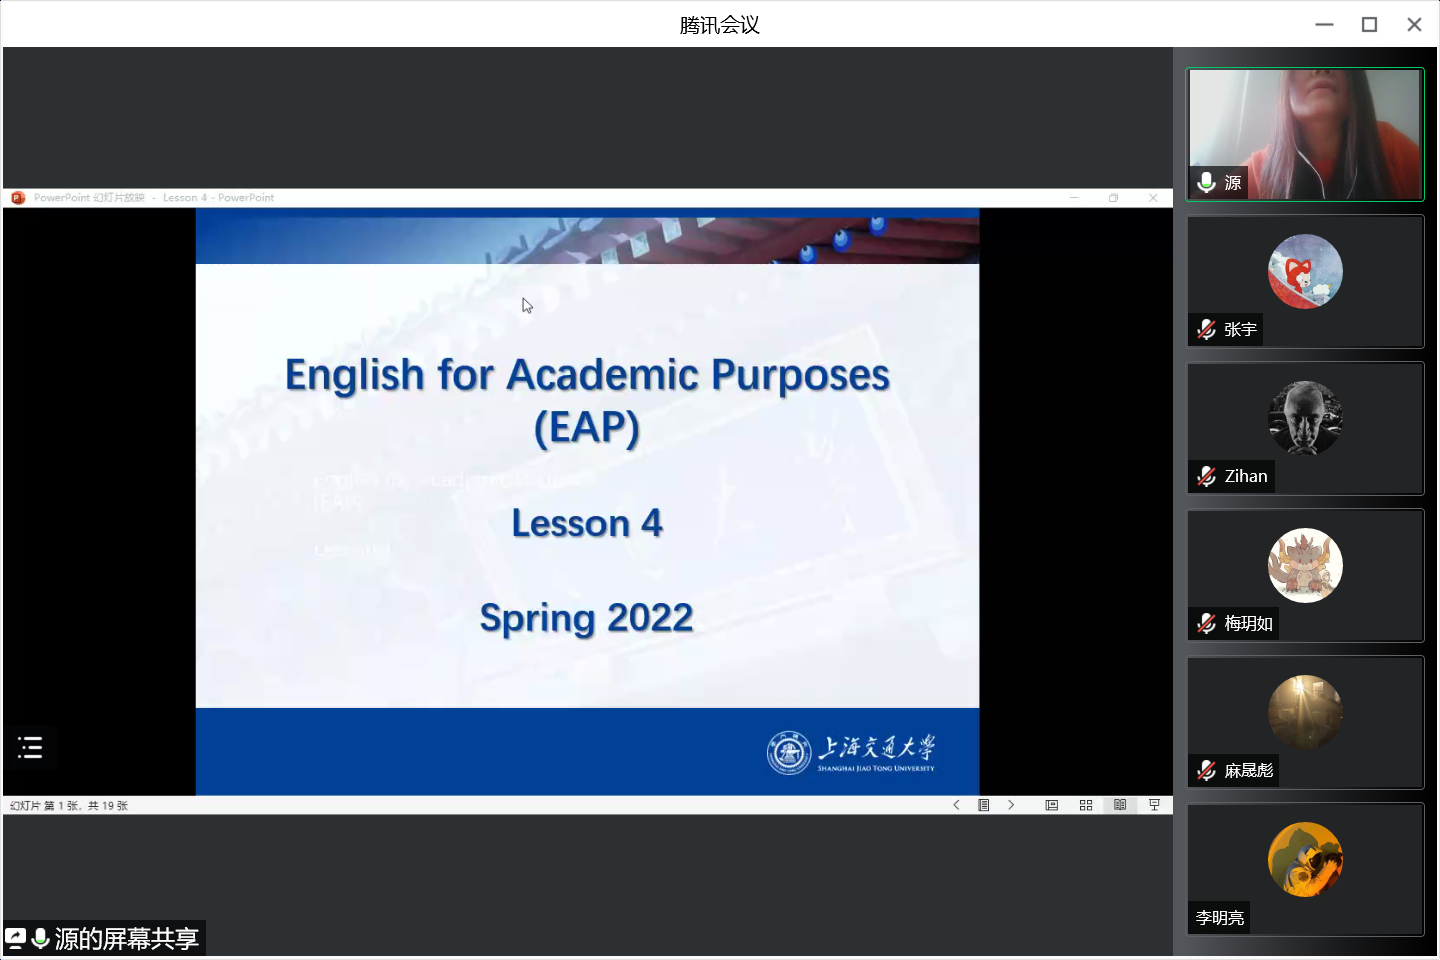 腾讯会议
PowerPoint 幻灯片放映 - Lesson 4 - PowerPoint
English for Academic Purposes
(EAP)
Lesson 4
Spring 2022
上海交通大学
SHANGHAI JIAO TONG UNIVERSITY
幻灯片 第 1 张，共 19 张
源的屏幕共享
源
张宇
Zihan
梅玥如
麻晟彪
李明亮